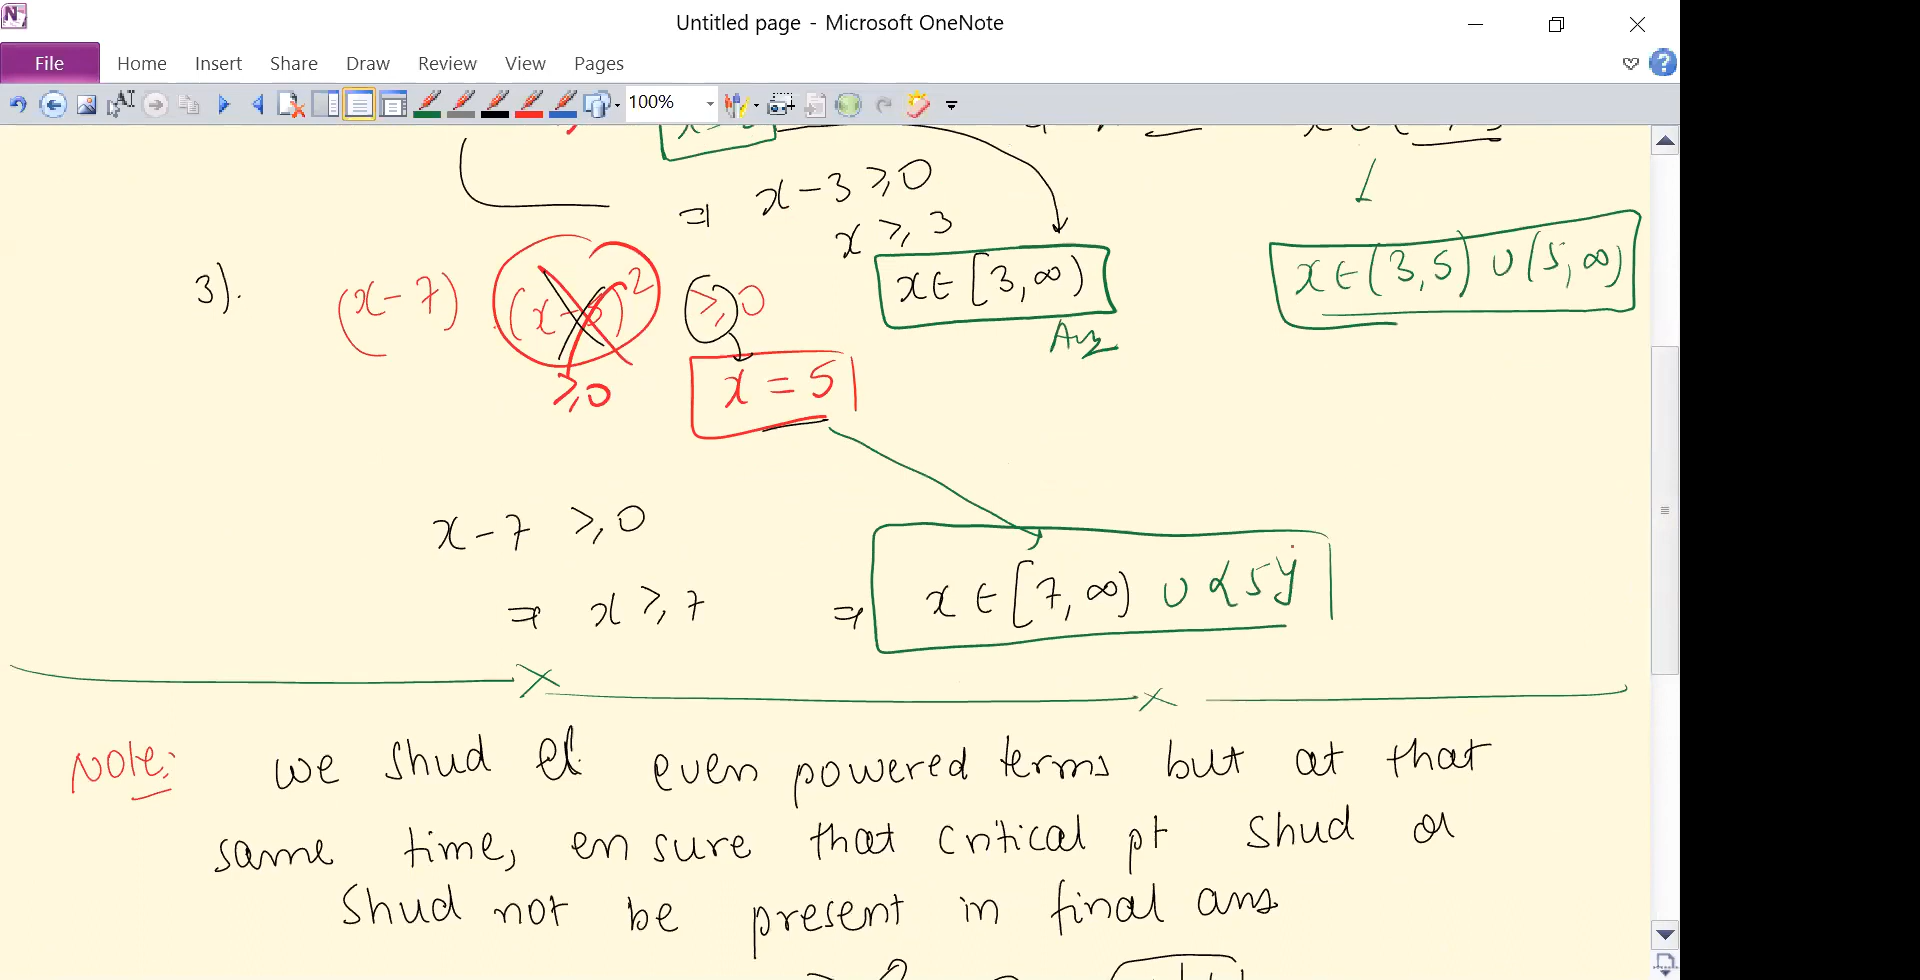 Untitled page - Microsoft OneNote
File Home Insert Share Draw Review View Pages
100%
⇒ x-3 ≥ 0
x ≥ 3
x ∈ [3, ∞)
Ans
x ∈ (3, 5) ∪ (5, ∞)
3). (x-7) (x-5)² ≥ 0
≥ 0
x = 5
x-7 ≥ 0
⇒ x ≥ 7 ⇒ x ∈ [7, ∞) ∪ {5}
Note: we shud even powered terms but at that
same time, ensure that critical pt shud or
shud not be present in final ans